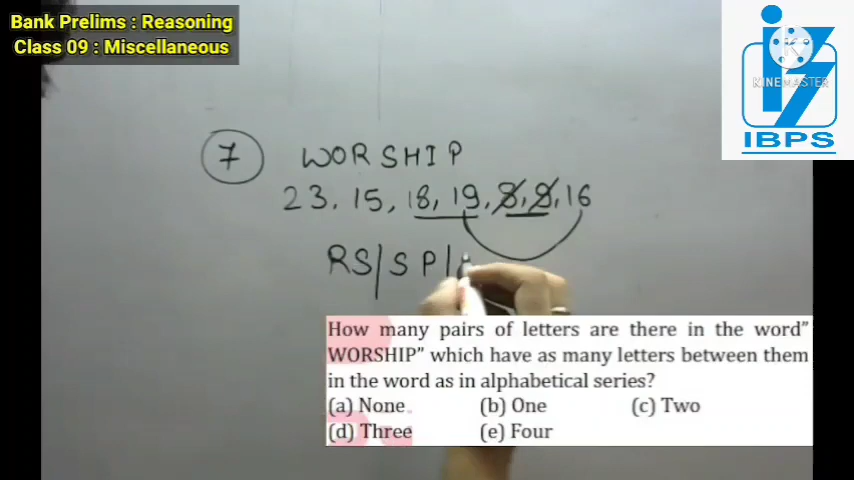 Bank Prelims : Reasoning
Class 09 : Miscellaneous
KINEMASTER
IBPS
7 WORSHIP
23, 15, 18, 19, 8, 9, 16
RS/S P/
How many pairs of letters are there in the word"
WORSHIP" which have as many letters between them
in the word as in alphabetical series?
(a) None (b) One (c) Two
(d) Three (e) Four